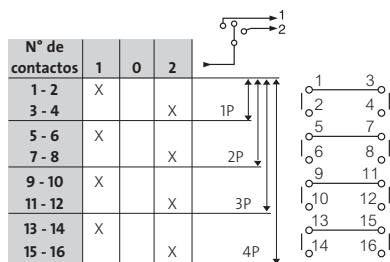 1
2
N° de contactos 1 0 2
1 - 2 X
3 - 4 X 1P
5 - 6 X
7 - 8 X 2P
9 - 10 X
11 - 12 X 3P
13 - 14 X
15 - 16 X 4P
1 3
2 4
5 7
6 8
9 11
10 12
13 15
14 16